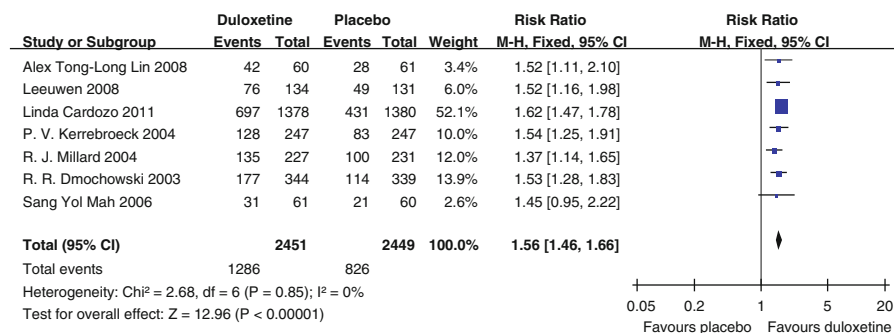 Duloxetine Placebo Risk Ratio Risk Ratio
Study or Subgroup Events Total Events Total Weight M-H, Fixed, 95% CI M-H, Fixed, 95% CI
Alex Tong-Long Lin 2008 42 60 28 61 3.4% 1.52 [1.11, 2.10]
Leeuwen 2008 76 134 49 131 6.0% 1.52 [1.16, 1.98]
Linda Cardozo 2011 697 1378 431 1380 52.1% 1.62 [1.47, 1.78]
P. V. Kerrebroeck 2004 128 247 83 247 10.0% 1.54 [1.25, 1.91]
R. J. Millard 2004 135 227 100 231 12.0% 1.37 [1.14, 1.65]
R. R. Dmochowski 2003 177 344 114 339 13.9% 1.53 [1.28, 1.83]
Sang Yol Mah 2006 31 61 21 60 2.6% 1.45 [0.95, 2.22]
Total (95% CI) 2451 2449 100.0% 1.56 [1.46, 1.66]
Total events 1286 826
Heterogeneity: Chi² = 2.68, df = 6 (P = 0.85); I² = 0%
Test for overall effect: Z = 12.96 (P < 0.00001)
0.05 0.2 1 5 20
Favours placebo Favours duloxetine